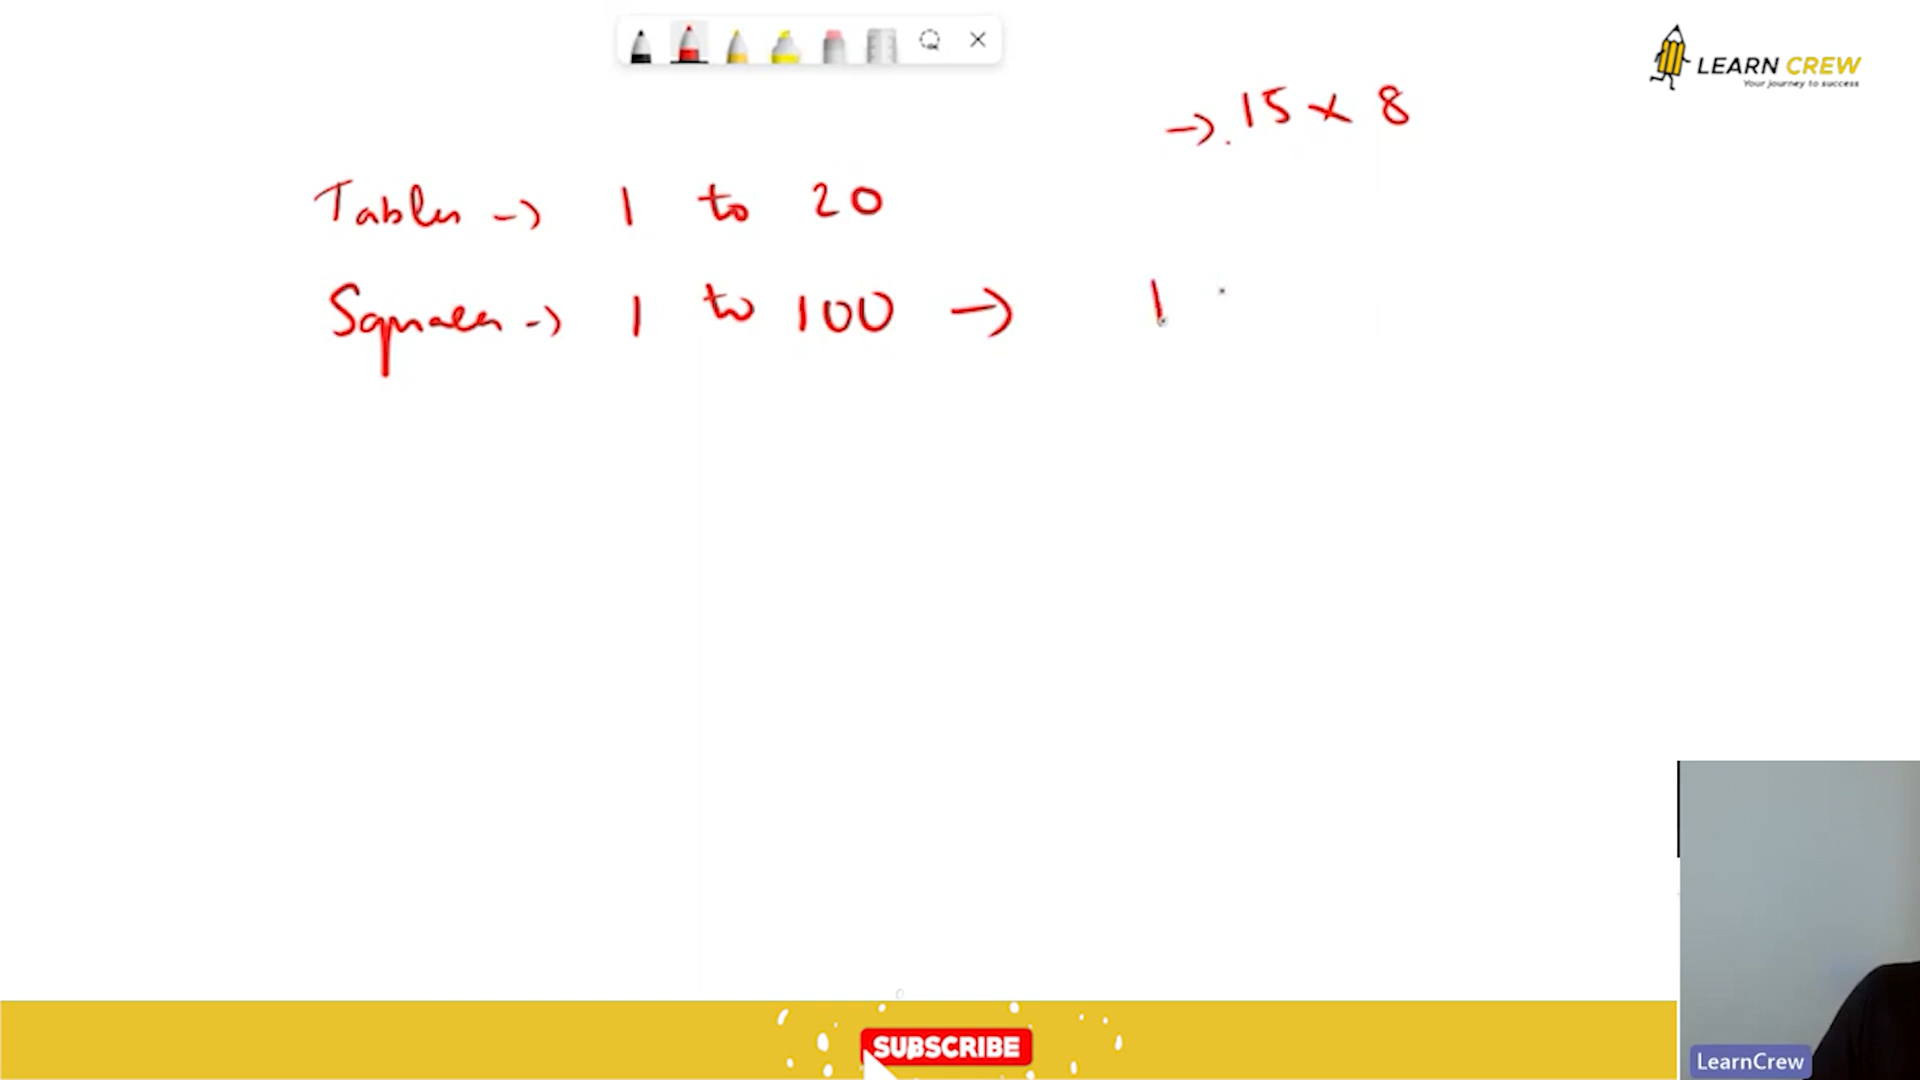 LEARN CREW
Your journey to success
→ 15 × 8
Tables → 1 to 20
Squares → 1 to 100 → 1
SUBSCRIBE
LearnCrew